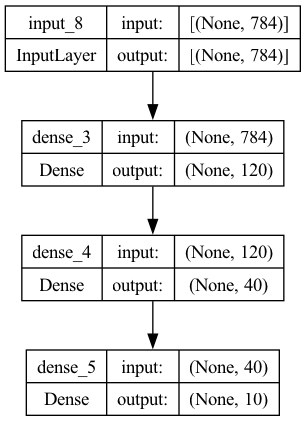 input_8 input: [(None, 784)]
InputLayer output: [(None, 784)]
dense_3 input: (None, 784)
Dense output: (None, 120)
dense_4 input: (None, 120)
Dense output: (None, 40)
dense_5 input: (None, 40)
Dense output: (None, 10)